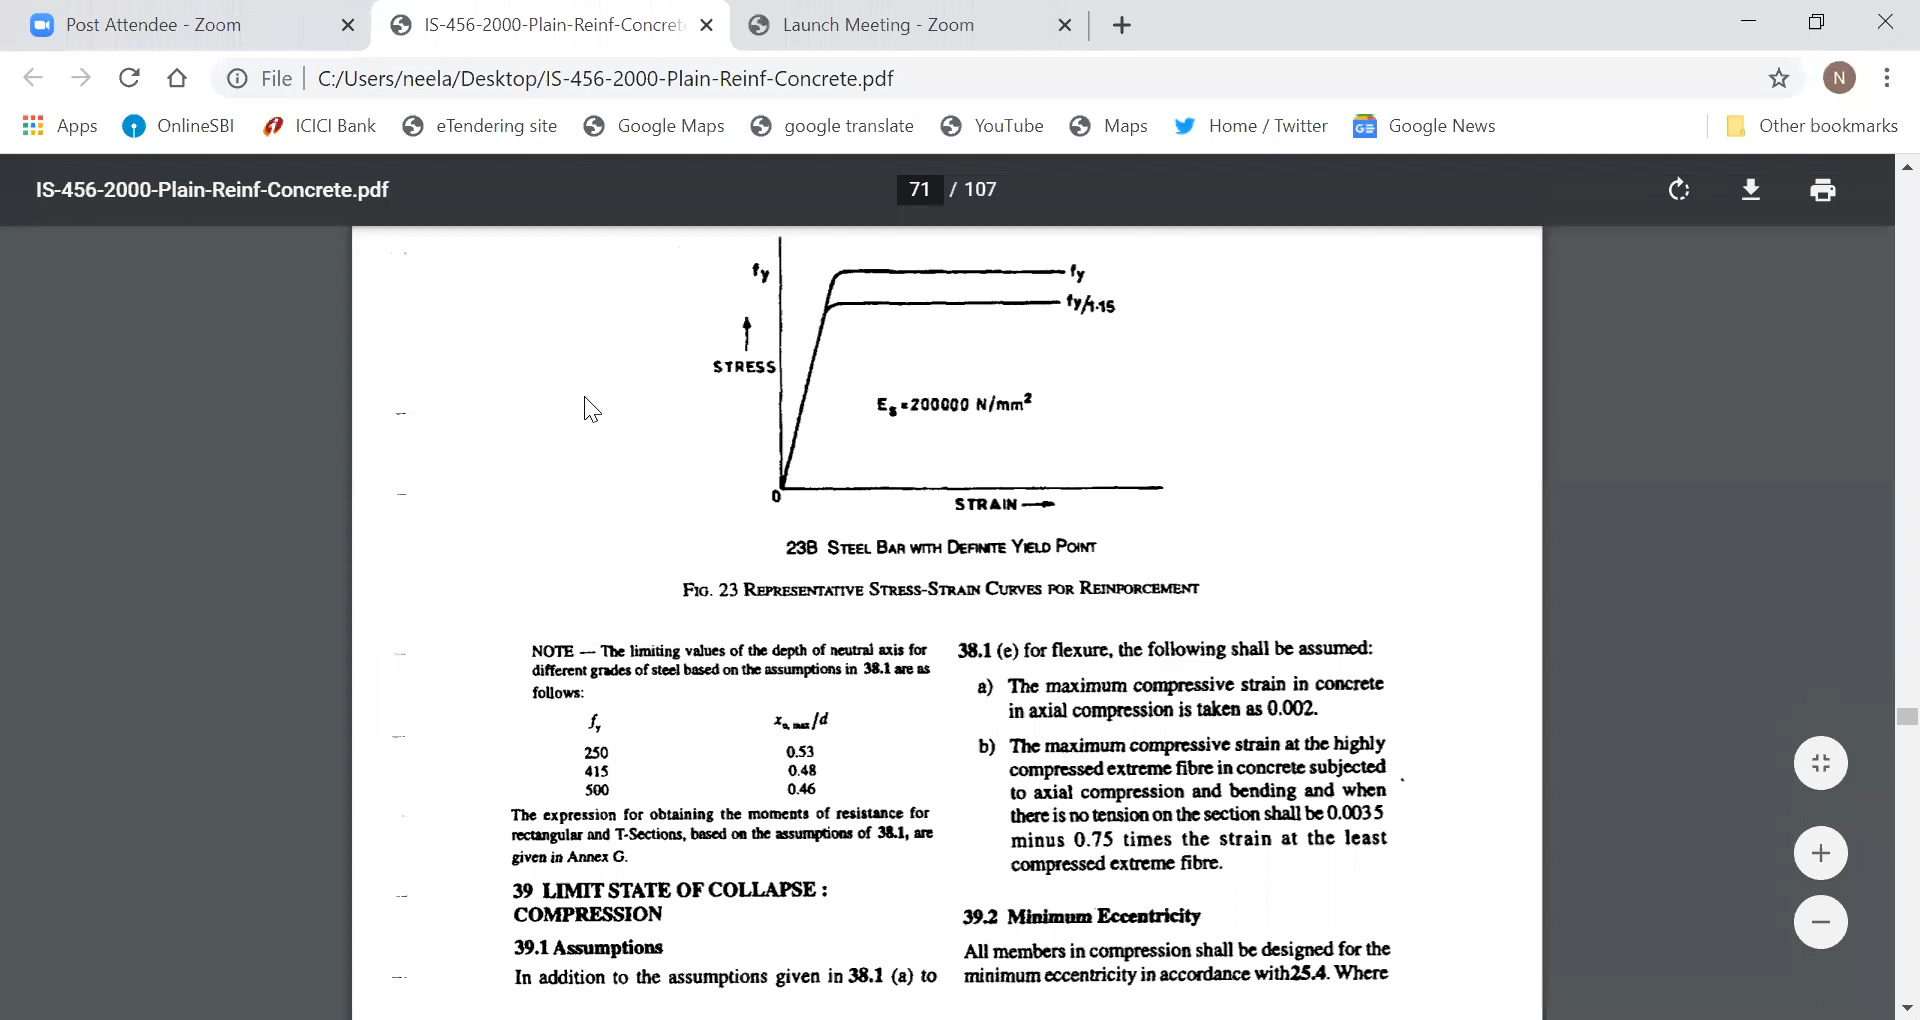 Post Attendee - Zoom
IS-456-2000-Plain-Reinf-Concrete
Launch Meeting - Zoom
File
C:/Users/neela/Desktop/IS-456-2000-Plain-Reinf-Concrete.pdf
N
Apps
OnlineSBI
ICICI Bank
eTendering site
Google Maps
google translate
YouTube
Maps
Home / Twitter
GE
Google News
Other bookmarks
IS-456-2000-Plain-Reinf-Concrete.pdf
71 / 107
fy
fy
fy/1.15
STRESS
Es = 200000 N/mm²
0
STRAIN
23B STEEL BAR WITH DEFINITE YIELD POINT
FIG. 23 REPRESENTATIVE STRESS-STRAIN CURVES FOR REINFORCEMENT
NOTE — The limiting values of the depth of neutral axis for
different grades of steel based on the assumptions in 38.1 are as
follows:
fy xu, max/d
250 0.53
415 0.48
500 0.46
The expression for obtaining the moments of resistance for
rectangular and T-Sections, based on the assumptions of 38.1, are
given in Annex G.
39 LIMIT STATE OF COLLAPSE :
COMPRESSION
39.1 Assumptions
In addition to the assumptions given in 38.1 (a) to
38.1 (e) for flexure, the following shall be assumed:
a) The maximum compressive strain in concrete
in axial compression is taken as 0.002.
b) The maximum compressive strain at the highly
compressed extreme fibre in concrete subjected
to axial compression and bending and when
there is no tension on the section shall be 0.0035
minus 0.75 times the strain at the least
compressed extreme fibre.
39.2 Minimum Eccentricity
All members in compression shall be designed for the
minimum eccentricity in accordance with25.4. Where